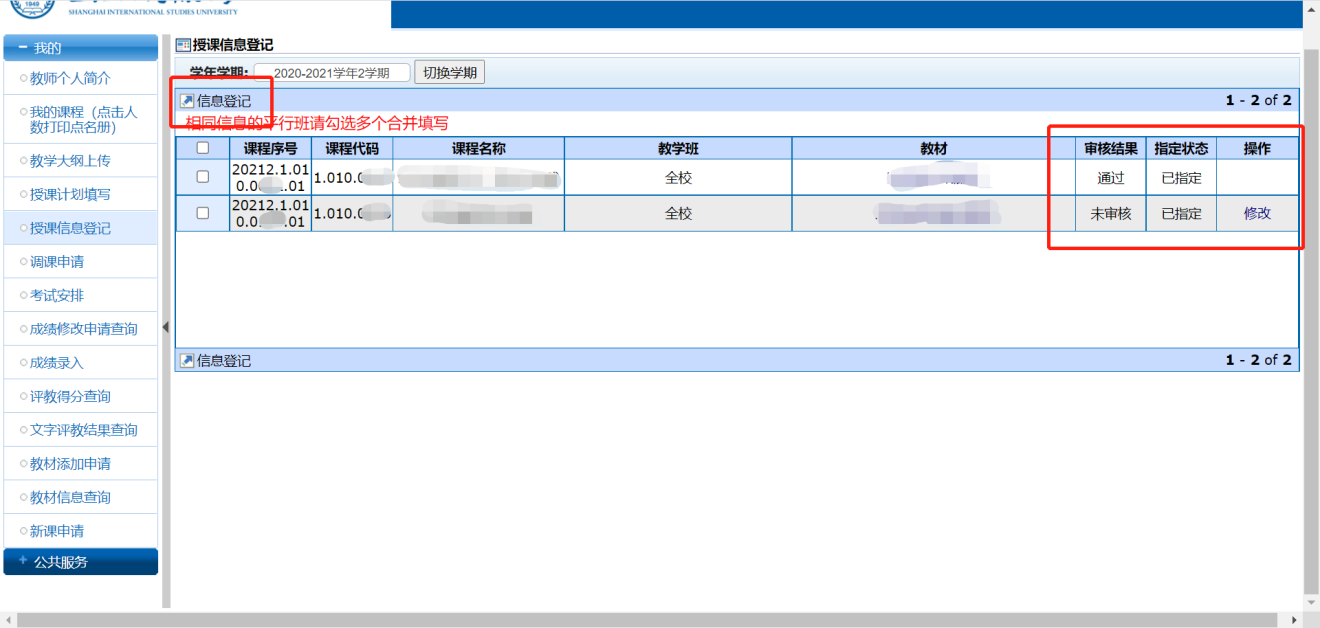 1949
SHANGHAI INTERNATIONAL STUDIES UNIVERSITY
我的
教师个人简介
我的课程（点击人
数打印点名册）
教学大纲上传
授课计划填写
授课信息登记
调课申请
考试安排
成绩修改申请查询
成绩录入
评教得分查询
文字评教结果查询
教材添加申请
教材信息查询
新课申请
+ 公共服务
授课信息登记
学年学期: 2020-2021学年2学期 切换学期
信息登记 1 - 2 of 2
相同信息的平行班请勾选多个合并填写
课程序号 课程代码 课程名称 教学班 教材 审核结果 指定状态 操作
20212.1.01
0.0 .01 1.010.0 全校 通过 已指定
20212.1.01
0.0. .01 1.010.0 全校 未审核 已指定 修改
信息登记 1 - 2 of 2